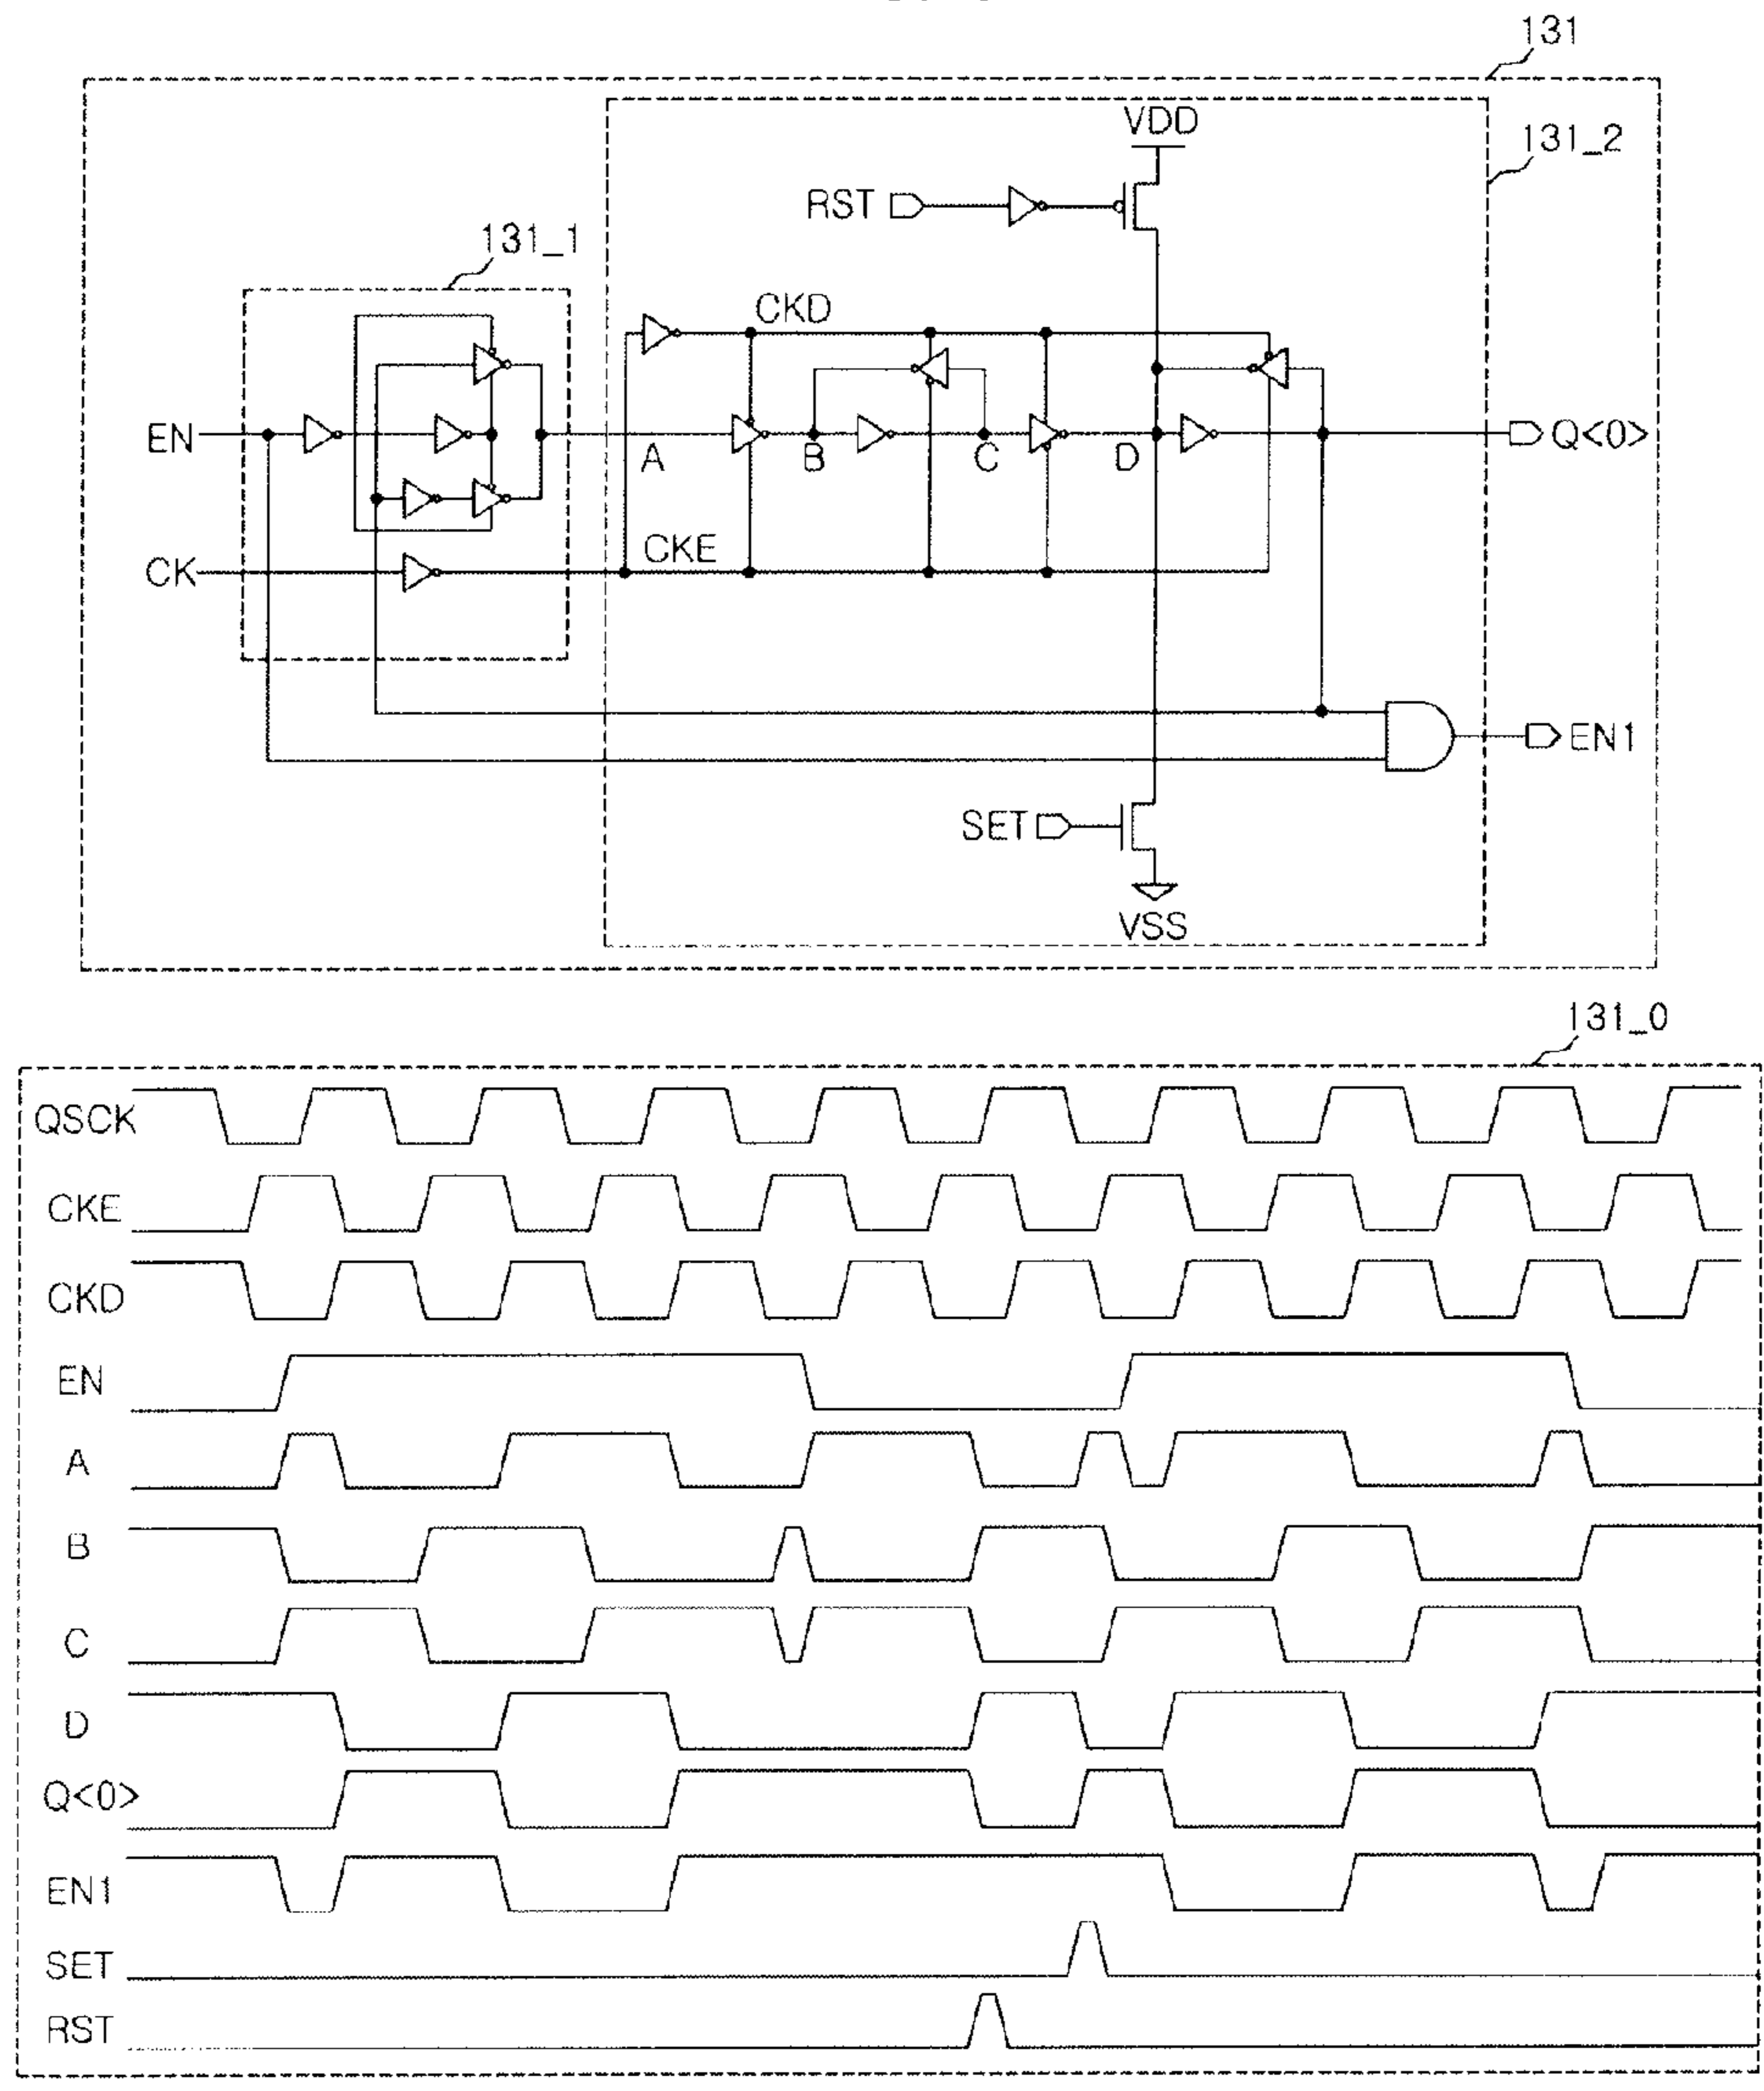 131
131_2
VDD
RST
131_1
CKD
EN
A
B
C
D
Q<0>
CKE
CK
EN1
SET
VSS
131_0
QSCK
CKE
CKD
EN
A
B
C
D
Q<0>
EN1
SET
RST